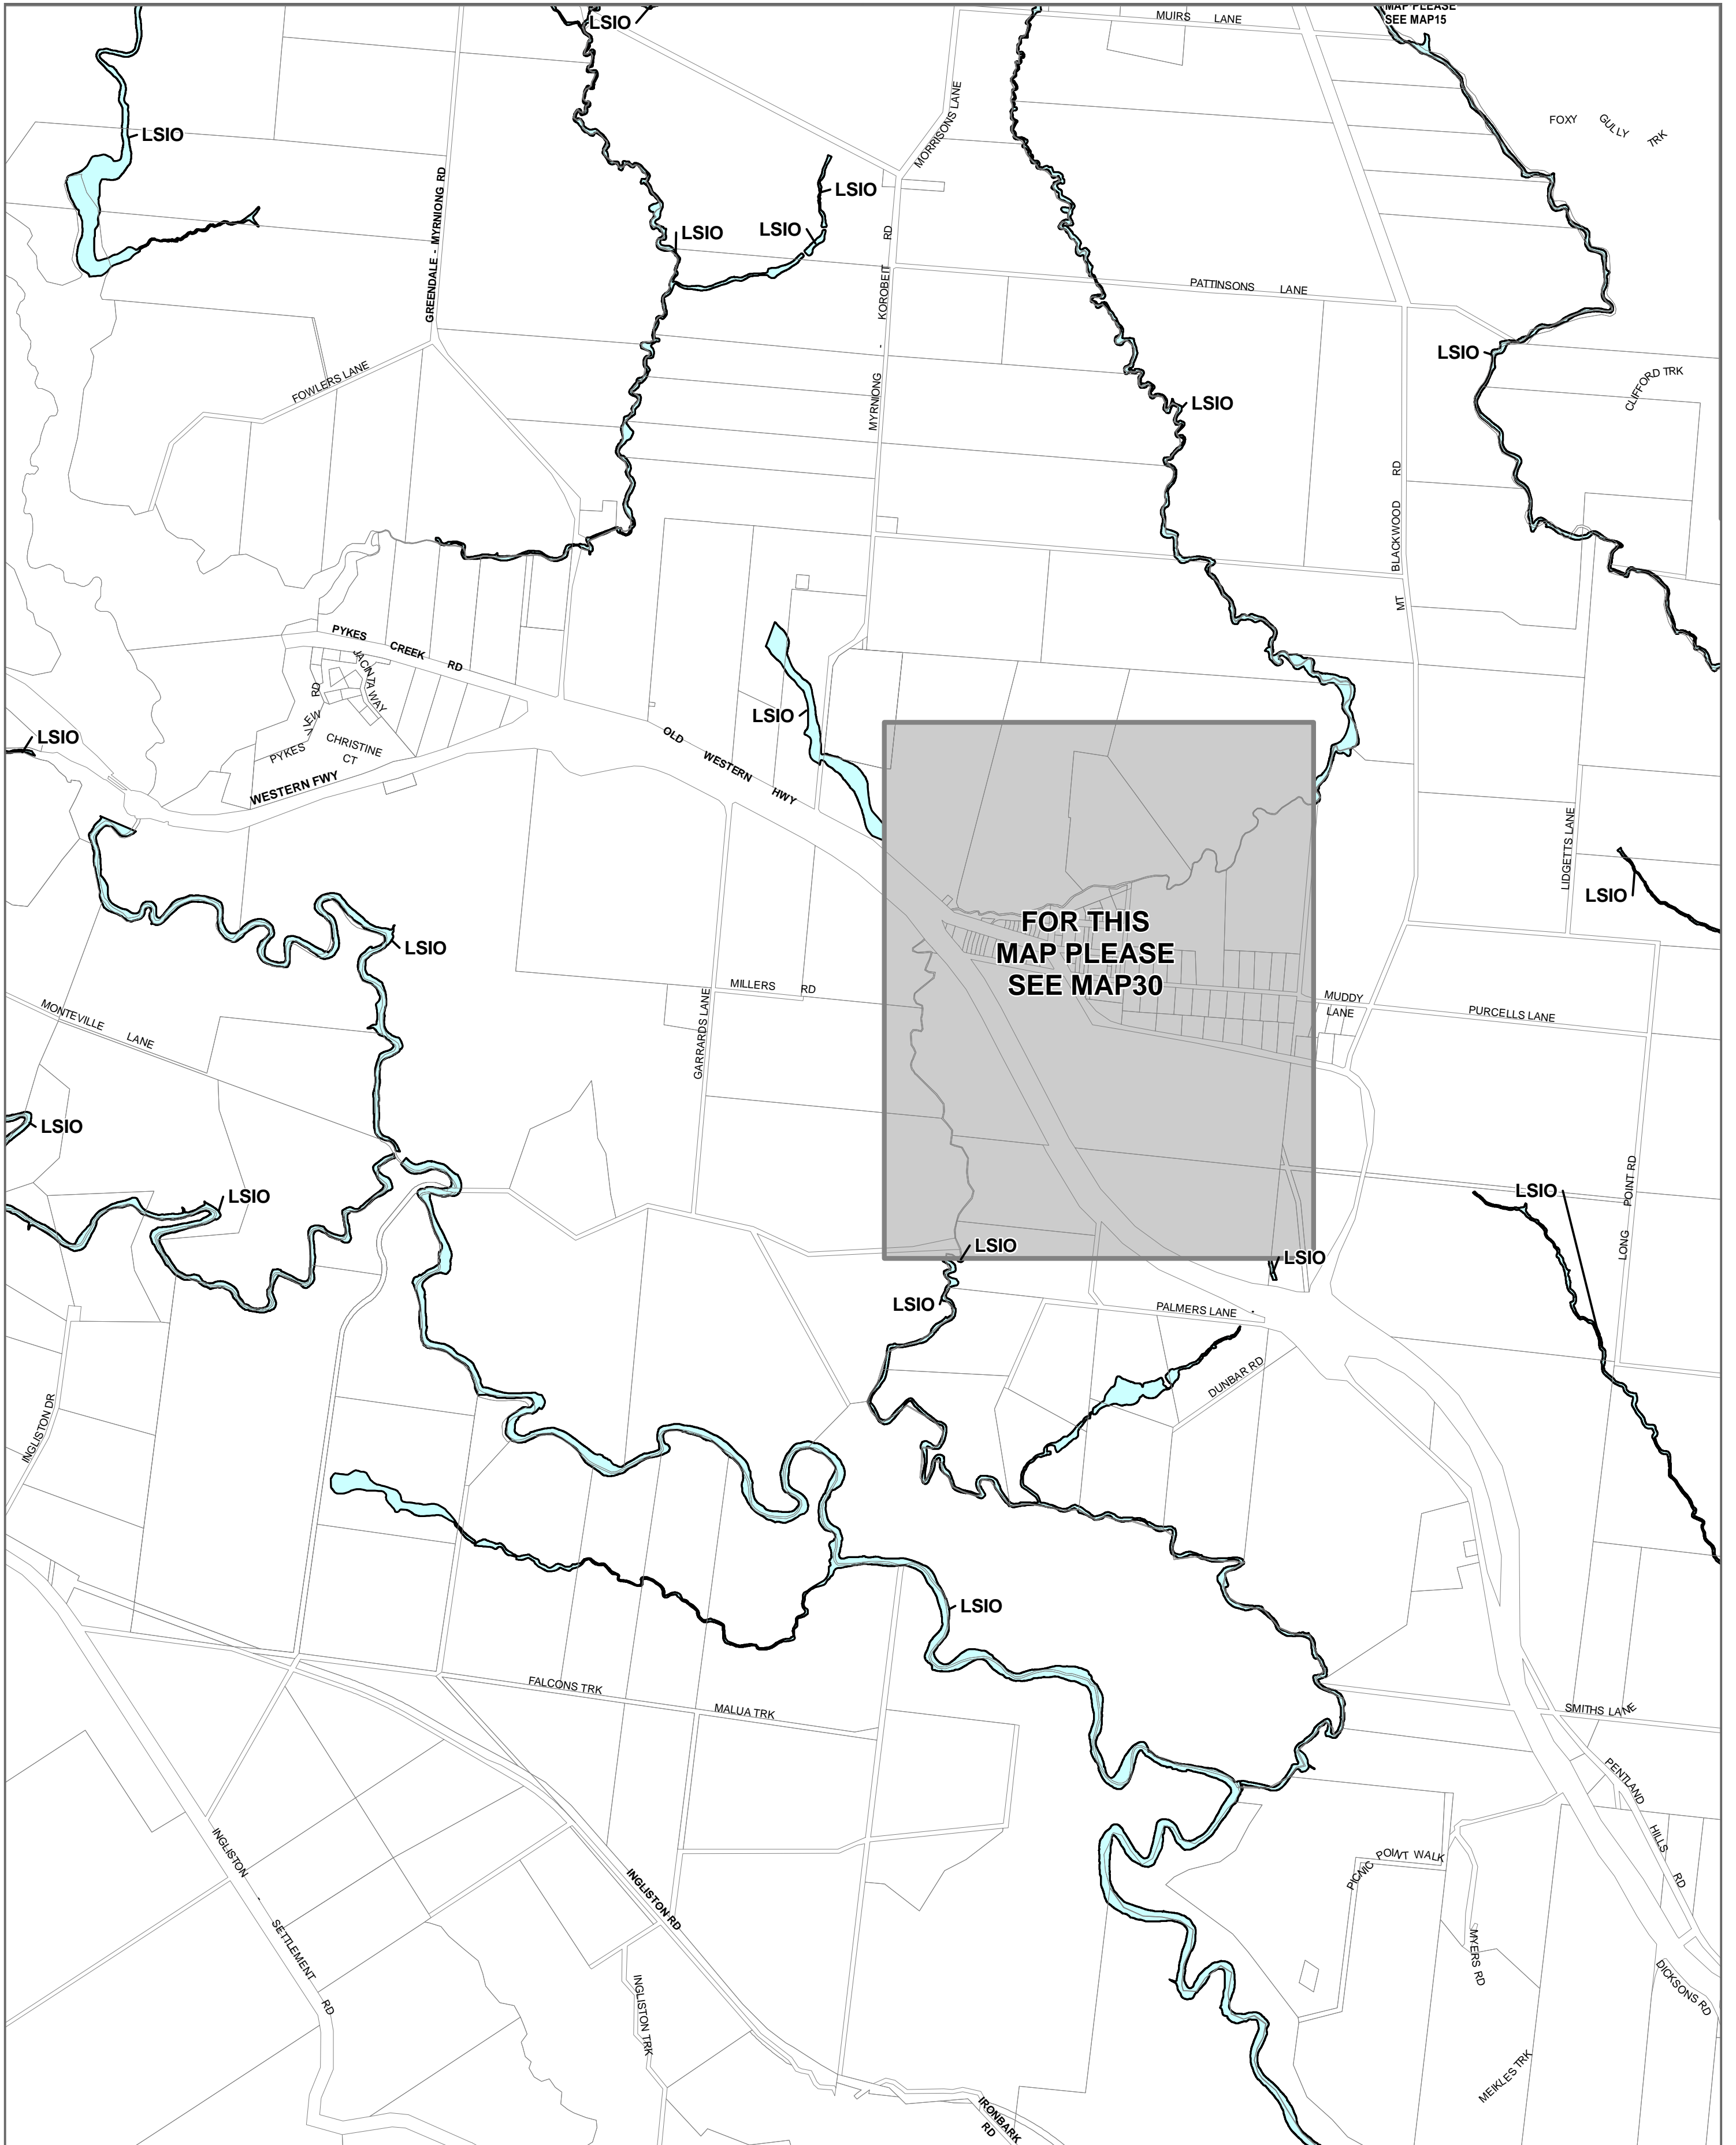 LSIO
MUIRS LANE
MAP PLEASE
SEE MAP15
MORRISONS LANE
FOXY GULLY TRK
LSIO
LSIO
GREENDALE - MYRNIONG RD
LSIO
LSIO
MYRNIONG - KOROBEIT RD
PATTINSONS LANE
LSIO
CLIFFORD TRK
FOWLERS LANE
LSIO
MT BLACKWOOD RD
PYKES CREEK RD
JACINTA WAY
PYKES VIEW RD
CHRISTINE
CT
LSIO
LSIO
OLD WESTERN HWY
WESTERN FWY
LIDGETTS LANE
LSIO
FOR THIS
MAP PLEASE
SEE MAP30
LSIO
MILLERS RD
MUDDY
LANE
PURCELLS LANE
MONTEVILLE LANE
GARRARDS LANE
LSIO
LSIO
LSIO
LONG POINT RD
LSIO
LSIO
LSIO
PALMERS LANE
DUNBAR RD
INGLISTON DR
LSIO
FALCONS TRK
MALUA TRK
SMITHS LANE
PENTLAND HILLS RD
INGLISTON - SETTLEMENT RD
INGLISTON RD
PICNIC POINT WALK
MYERS RD
DICKSONS RD
INGLISTON TRK
MEIKLES TRK
IRONBARK
RD